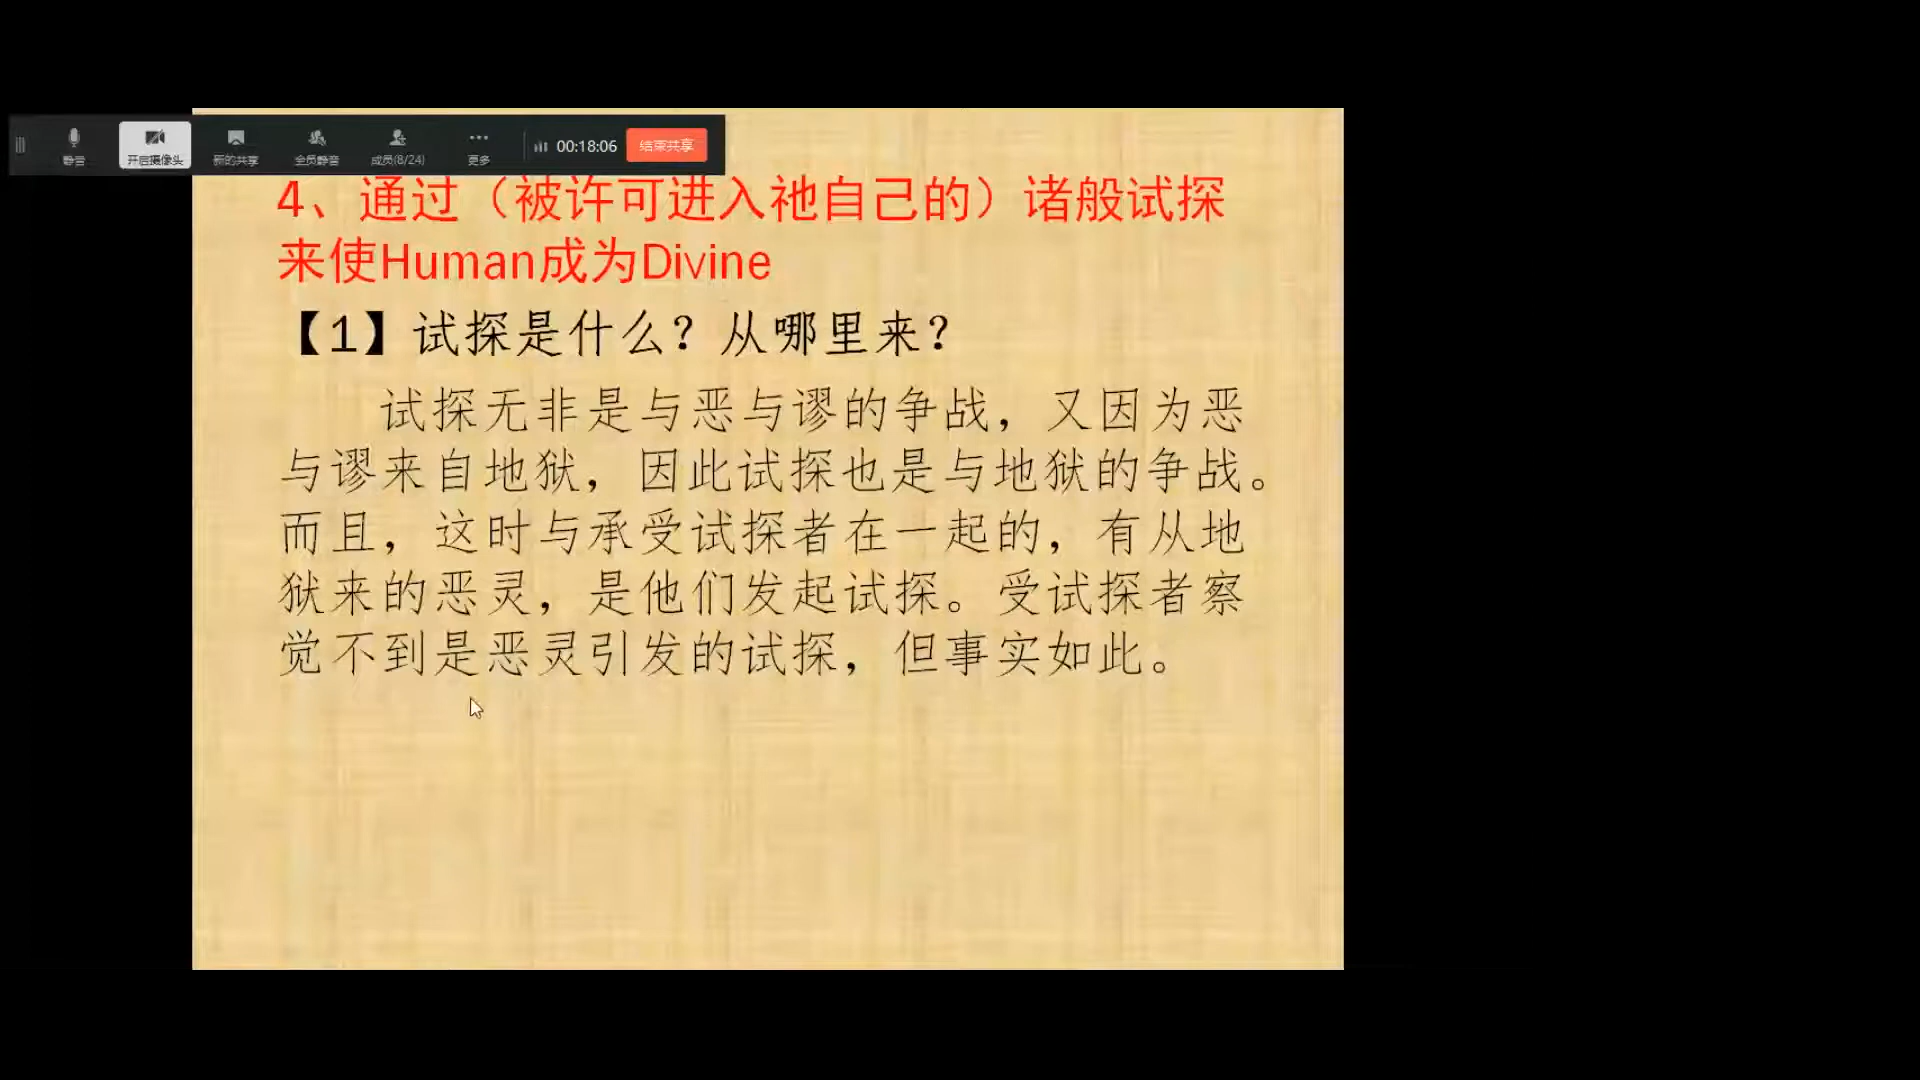 静音 开启摄像头 新的共享 全员静音 成员(8/24) 更多 00:18:06 结束共享
4、通过（被许可进入祂自己的）诸般试探
来使Human成为Divine
【1】试探是什么？从哪里来？
试探无非是与恶与谬的争战，又因为恶
与谬来自地狱，因此试探也是与地狱的争战。
而且，这时与承受试探者在一起的，有从地
狱来的恶灵，是他们发起试探。受试探者察
觉不到是恶灵引发的试探，但事实如此。